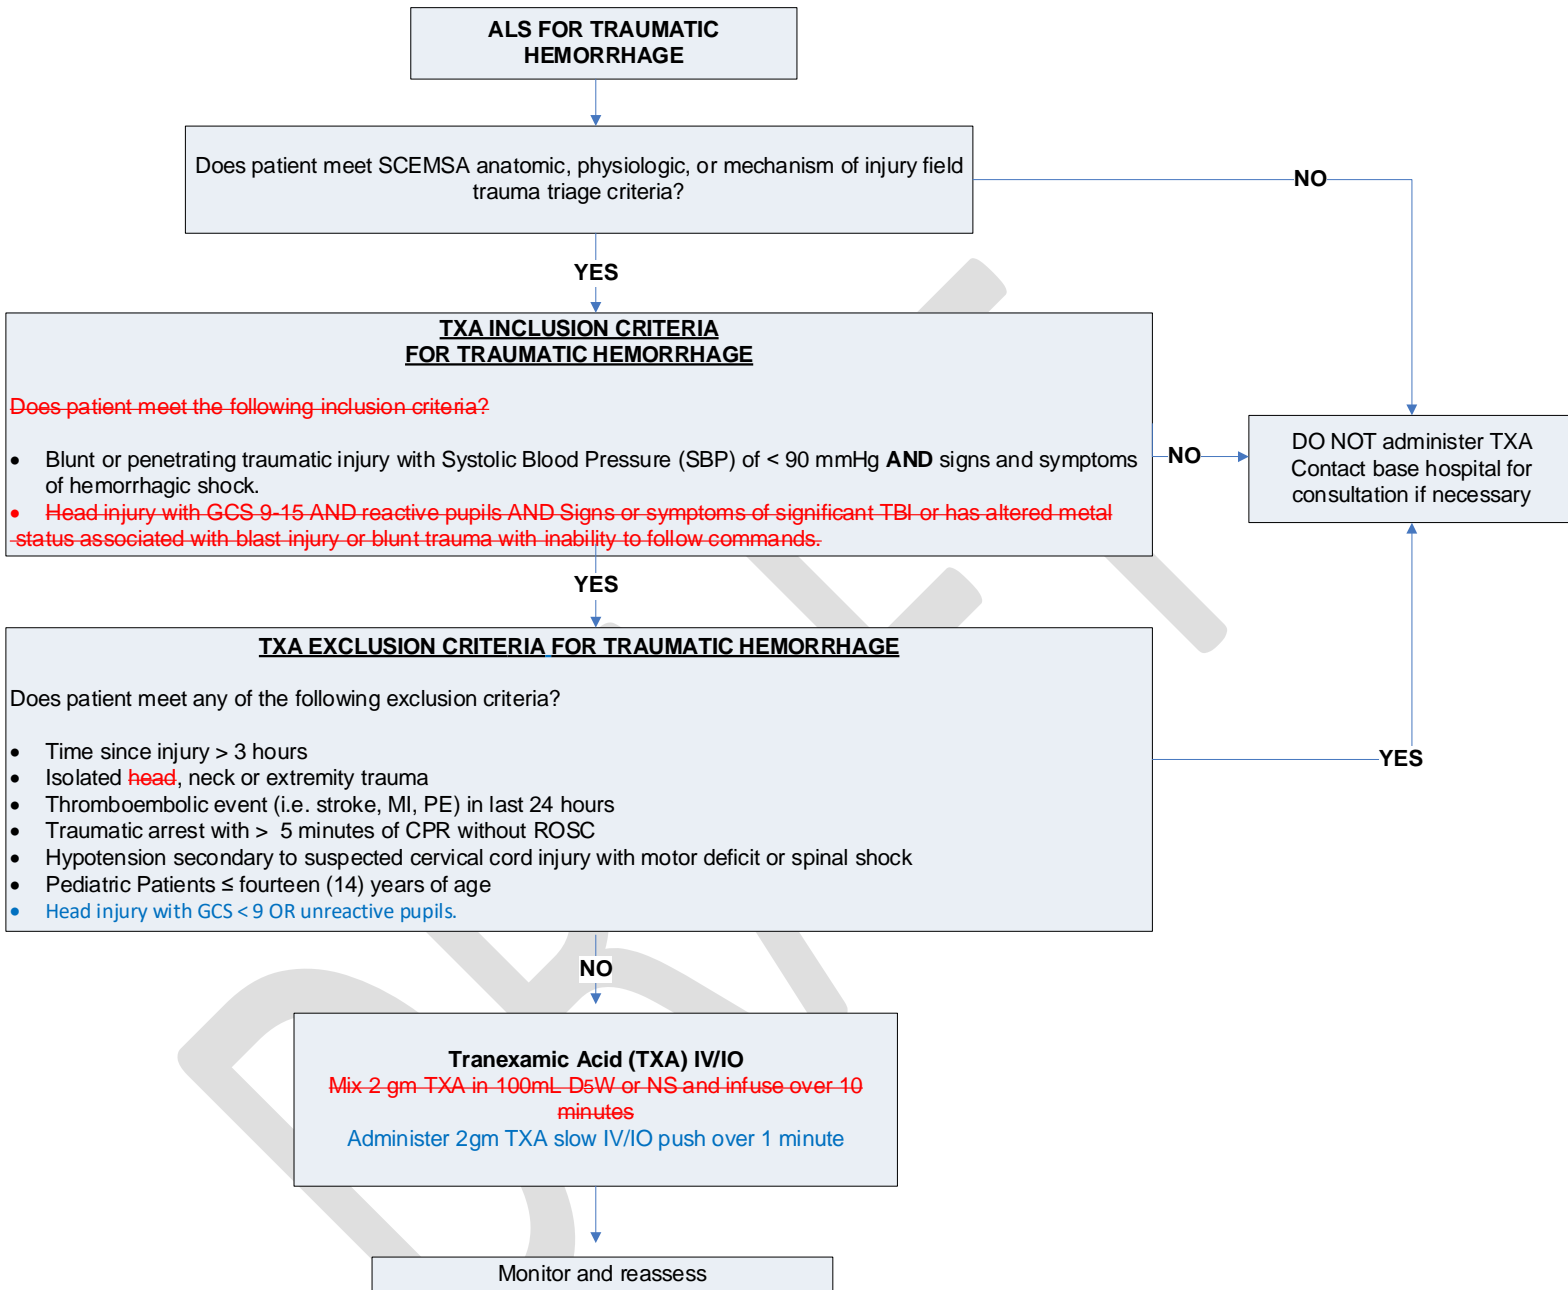 ALS FOR TRAUMATIC
HEMORRHAGE
Does patient meet SCEMSA anatomic, physiologic, or mechanism of injury field
trauma triage criteria?
NO
YES
TXA INCLUSION CRITERIA
FOR TRAUMATIC HEMORRHAGE
Does patient meet the following inclusion criteria?
• Blunt or penetrating traumatic injury with Systolic Blood Pressure (SBP) of < 90 mmHg AND signs and symptoms
of hemorrhagic shock.
• Head injury with GCS 9-15 AND reactive pupils AND Signs or symptoms of significant TBI or has altered metal
status associated with blast injury or blunt trauma with inability to follow commands.
NO
DO NOT administer TXA
Contact base hospital for
consultation if necessary
YES
TXA EXCLUSION CRITERIA FOR TRAUMATIC HEMORRHAGE
Does patient meet any of the following exclusion criteria?
• Time since injury > 3 hours
• Isolated head, neck or extremity trauma
• Thromboembolic event (i.e. stroke, MI, PE) in last 24 hours
• Traumatic arrest with > 5 minutes of CPR without ROSC
• Hypotension secondary to suspected cervical cord injury with motor deficit or spinal shock
• Pediatric Patients ≤ fourteen (14) years of age
• Head injury with GCS < 9 OR unreactive pupils.
YES
NO
Tranexamic Acid (TXA) IV/IO
Mix 2 gm TXA in 100mL D5W or NS and infuse over 10
minutes
Administer 2gm TXA slow IV/IO push over 1 minute
Monitor and reassess
DRAFT